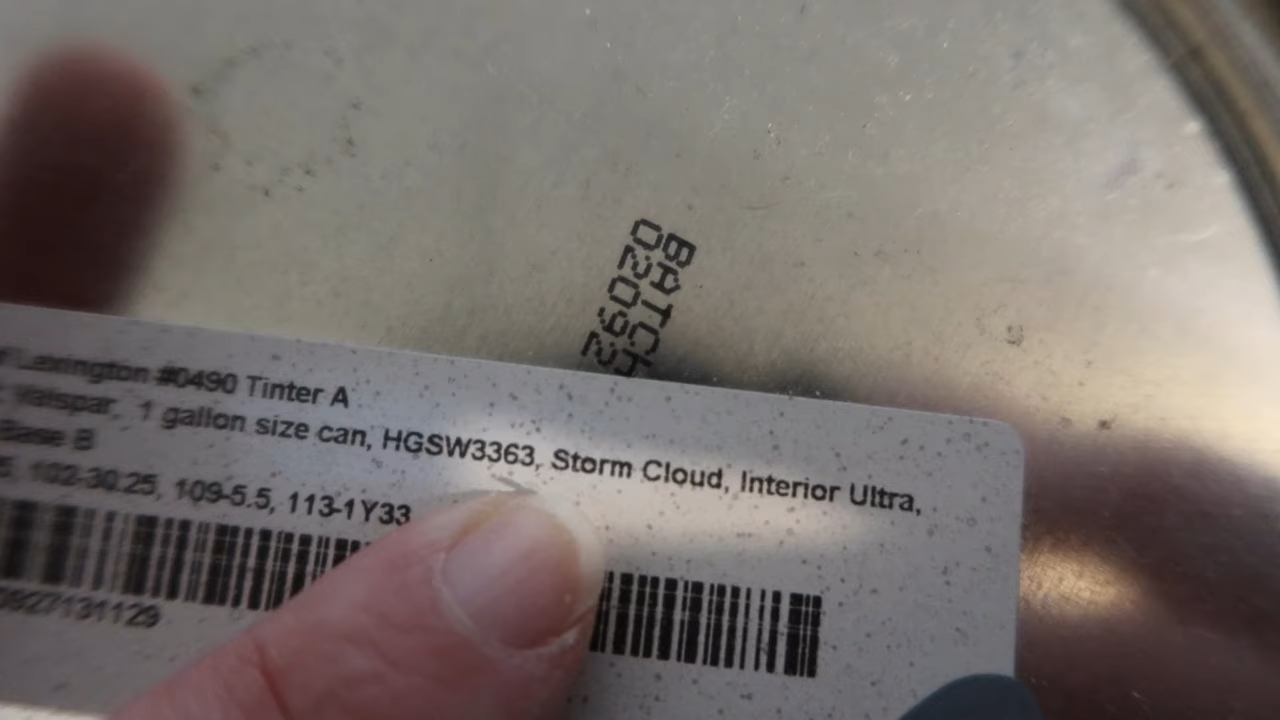 BATCH
02092
Lexington #0490 Tinter A
Valspar, 1 gallon size can, HGSW3363, Storm Cloud, Interior Ultra,
Base B
102-30.25, 109-5.5, 113-1Y33
0927131129